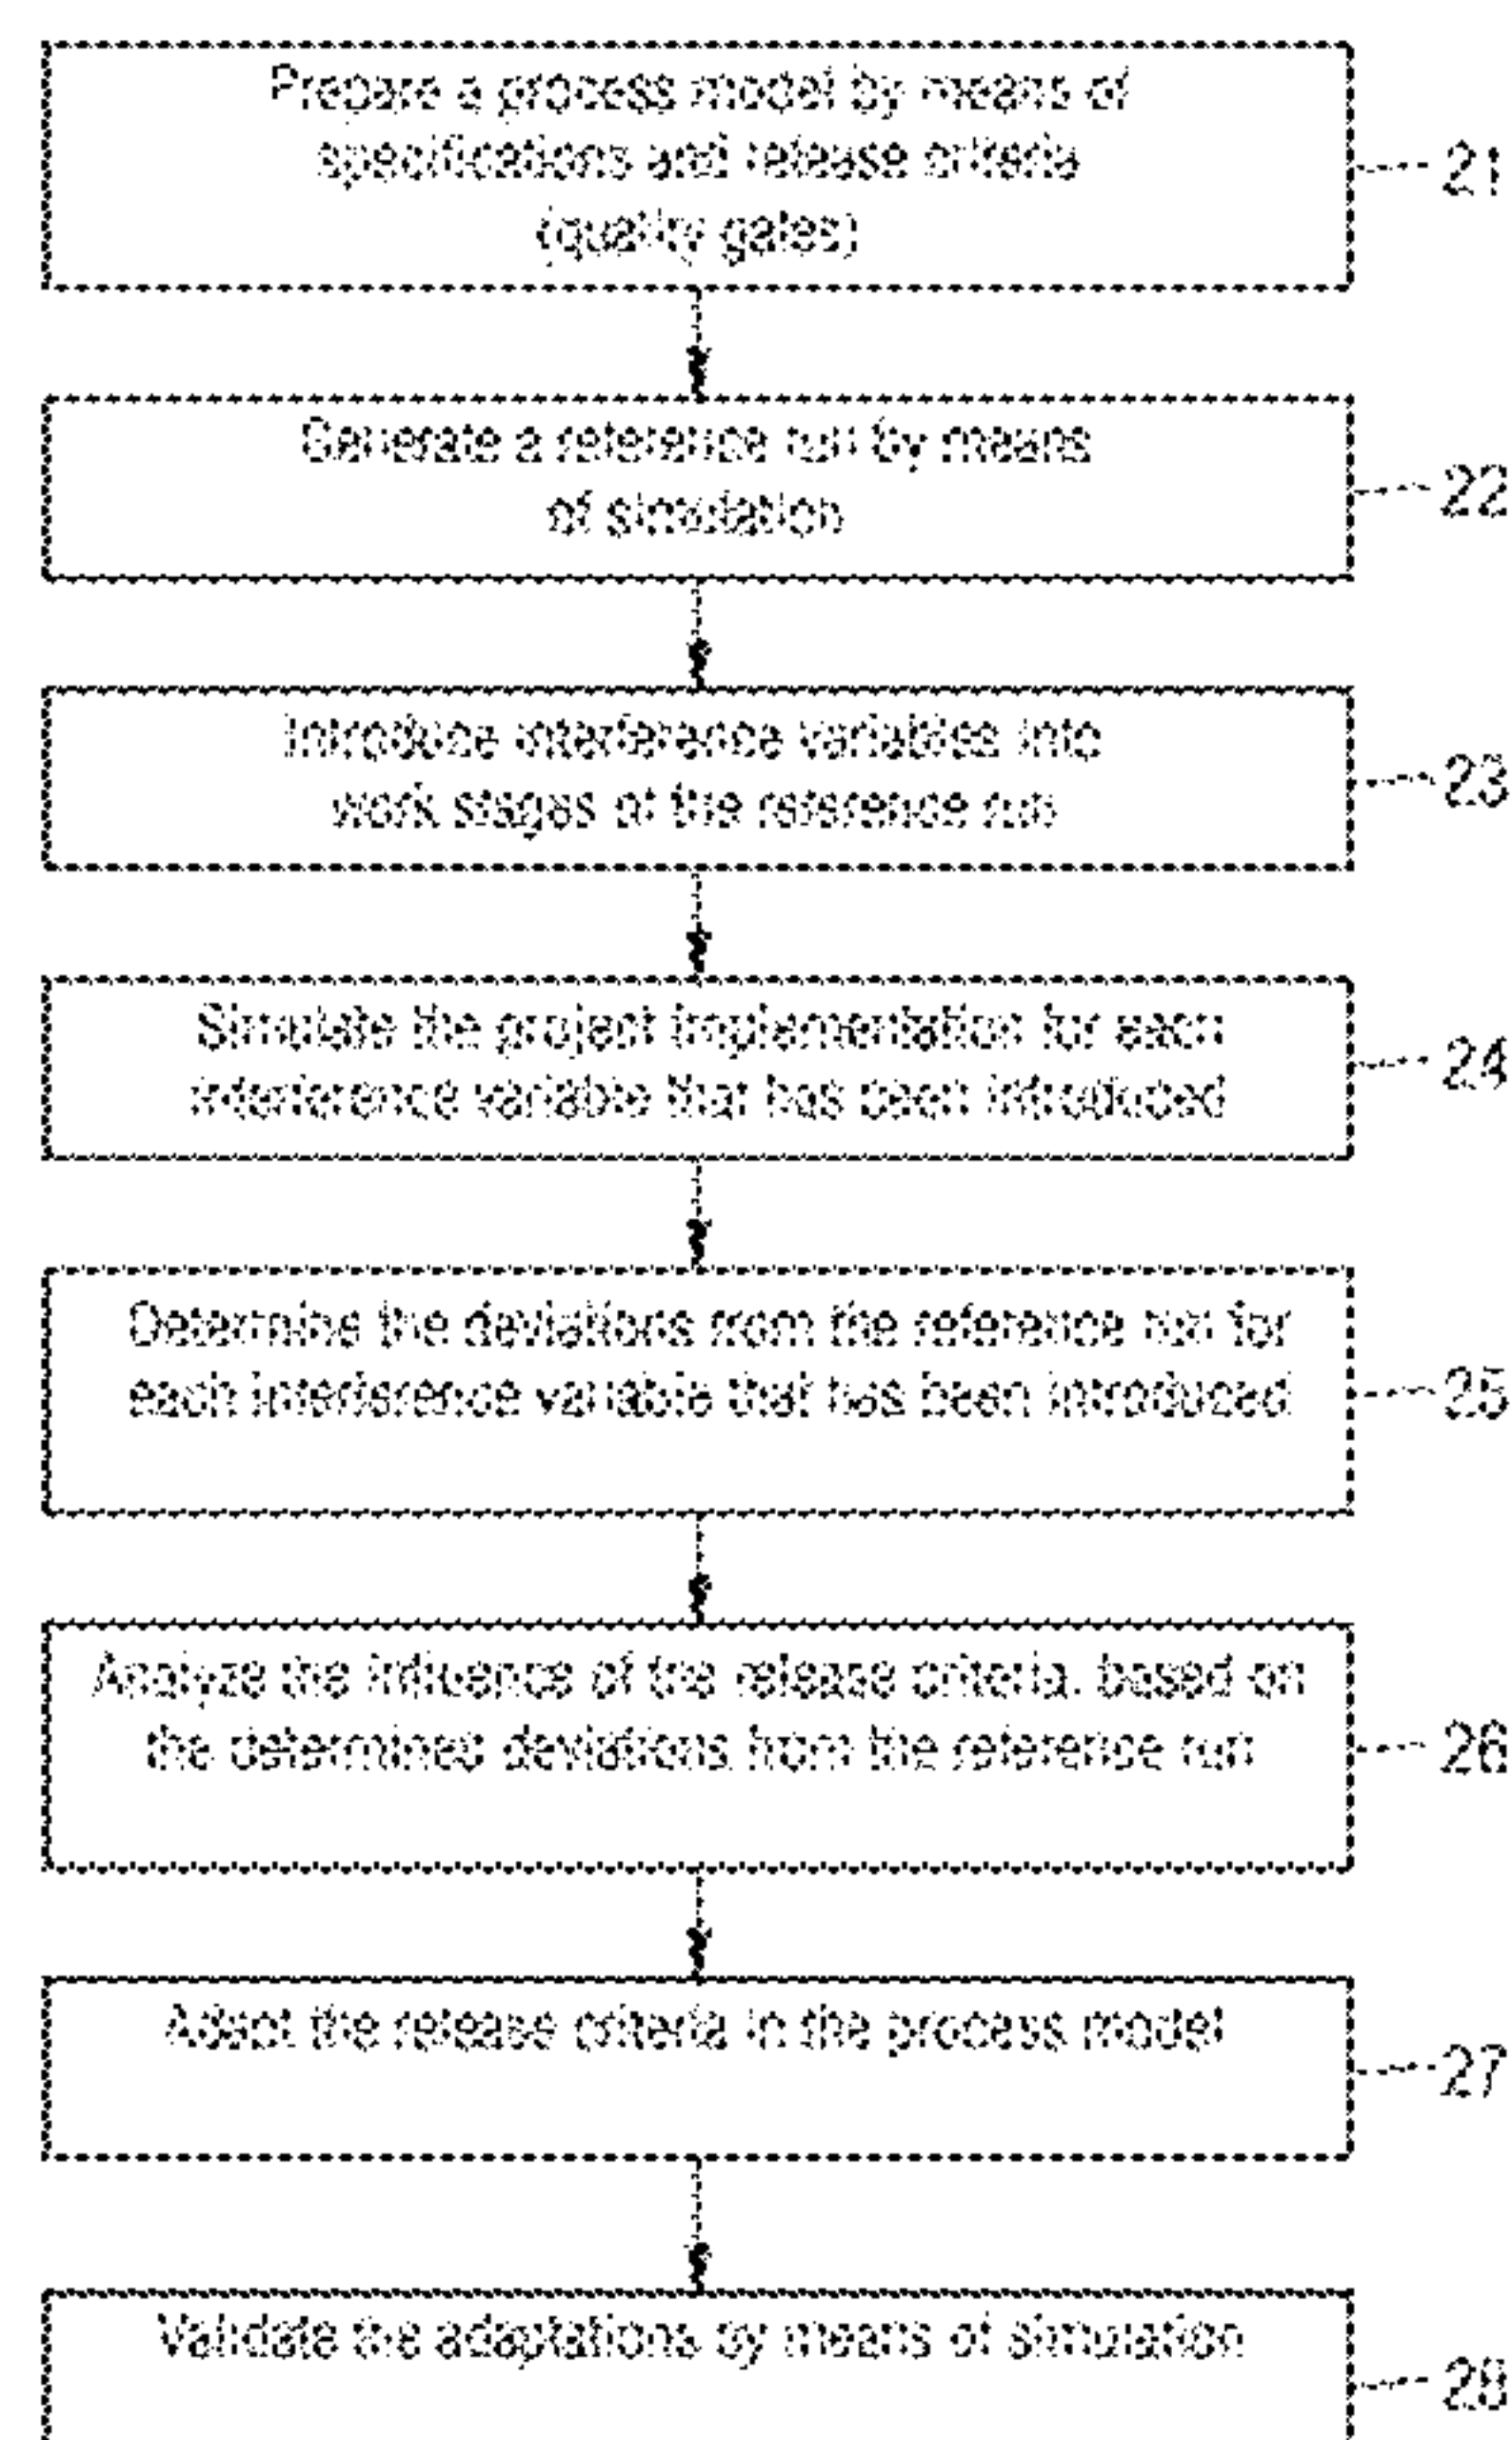 Prepare a process model by means of
specifications and release criteria
(quality gates)
21
Generate a reference run by means
of simulation
22
Introduce interference variables into
work stages of the reference run
23
Simulate the project implementation for each
interference variable that has been introduced
24
Determine the deviations from the reference run for
each interference variable that has been introduced
25
Analyze the influence of the release criteria, based on
the determined deviations from the reference run
26
Adapt the release criteria in the process model
27
Validate the adaptations by means of simulation
28